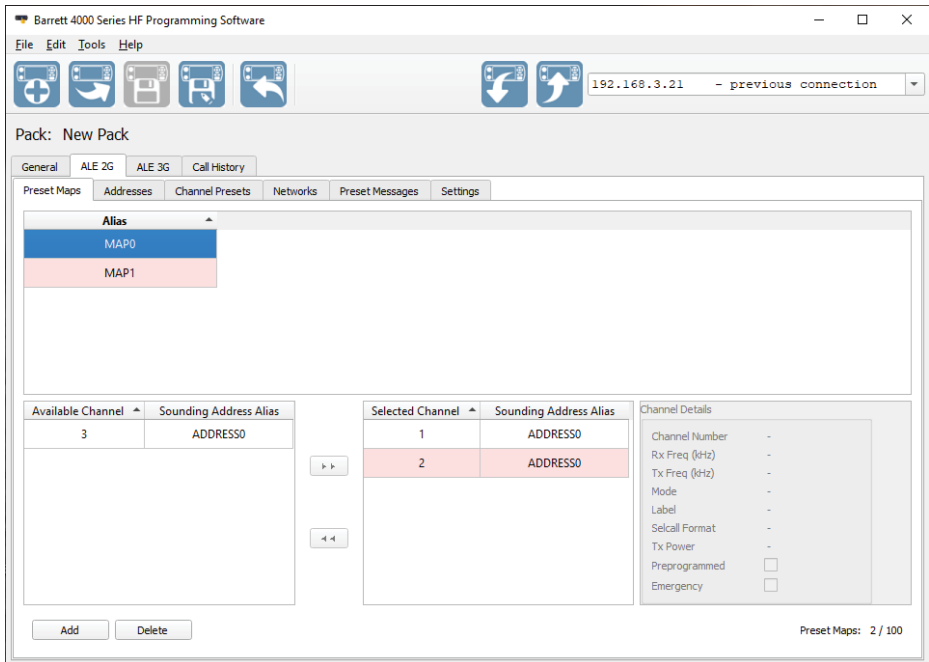 Barrett 4000 Series HF Programming Software
File Edit Tools Help
192.168.3.21 - previous connection
Pack: New Pack
General ALE 2G ALE 3G Call History
Preset Maps Addresses Channel Presets Networks Preset Messages Settings
Alias
MAP0
MAP1
Available Channel Sounding Address Alias
3 ADDRESS0
Selected Channel Sounding Address Alias
1 ADDRESS0
2 ADDRESS0
Channel Details
Channel Number -
Rx Freq (kHz) -
Tx Freq (kHz) -
Mode -
Label -
Selcall Format -
Tx Power -
Preprogrammed
Emergency
Add Delete
Preset Maps: 2 / 100